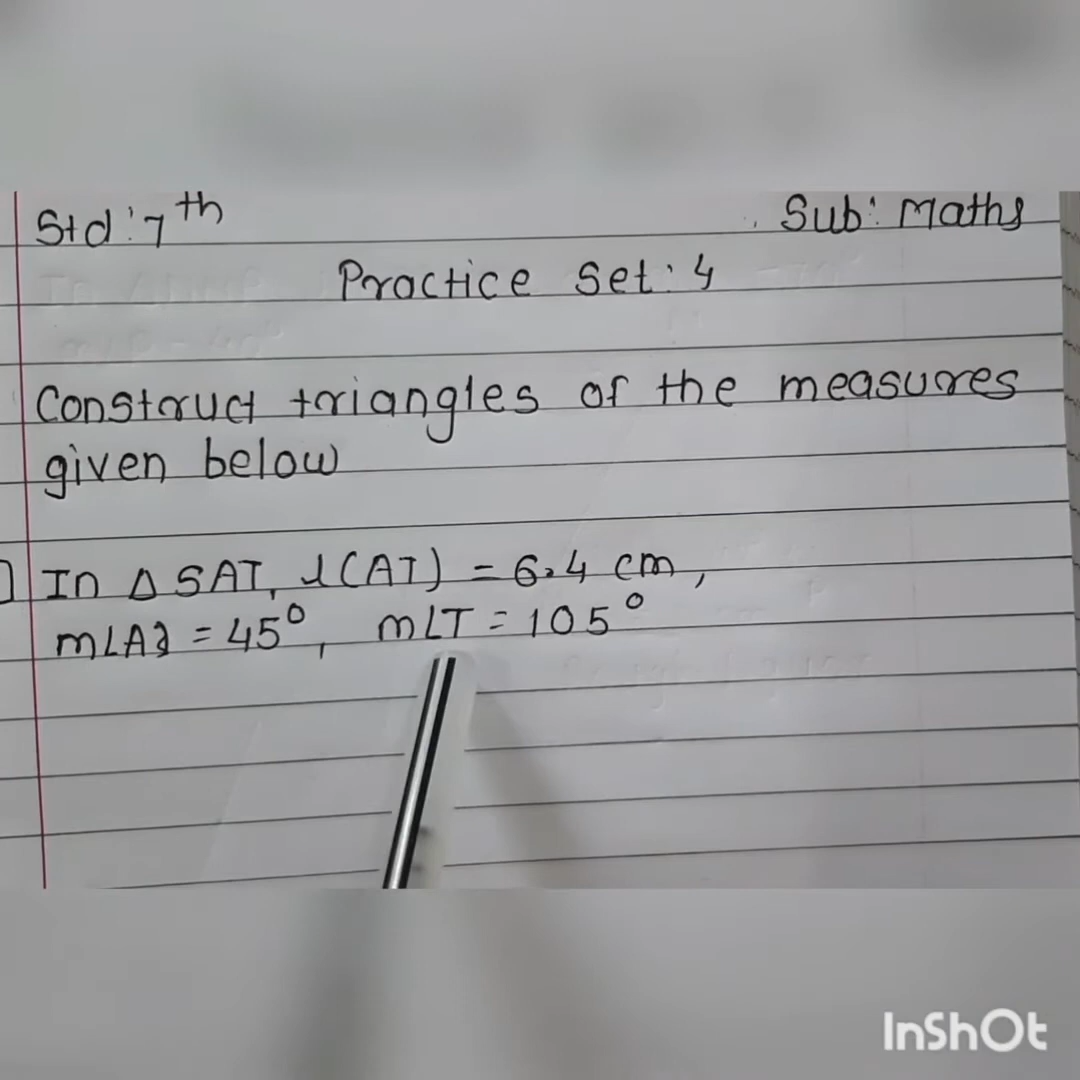 Std: 7th
Sub: Maths
Practice Set: 4
Construct triangles of the measures
given below
In △ SAT, l(AT) = 6.4 cm,
m∠A = 45°, m∠T = 105°
InShOt